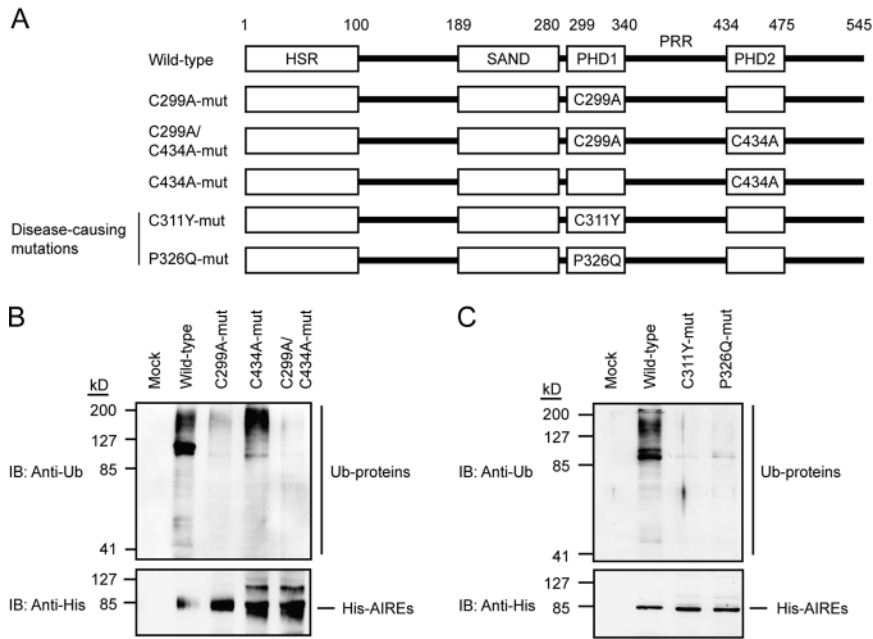 A
1 100 189 280 299 340 434 475 545
PRR
Wild-type HSR SAND PHD1 PHD2
C299A-mut C299A
C299A/
C434A-mut C299A C434A
C434A-mut C434A
Disease-causing
mutations
C311Y-mut C311Y
P326Q-mut P326Q
B
Mock
Wild-type
C299A-mut
C434A-mut
C299A/
C434A-mut
kD
200
127
85
41
IB: Anti-Ub
Ub-proteins
127
85
IB: Anti-His
His-AIREs
C
Mock
Wild-type
C311Y-mut
P326Q-mut
kD
200
127
85
41
IB: Anti-Ub
Ub-proteins
127
85
IB: Anti-His
His-AIREs